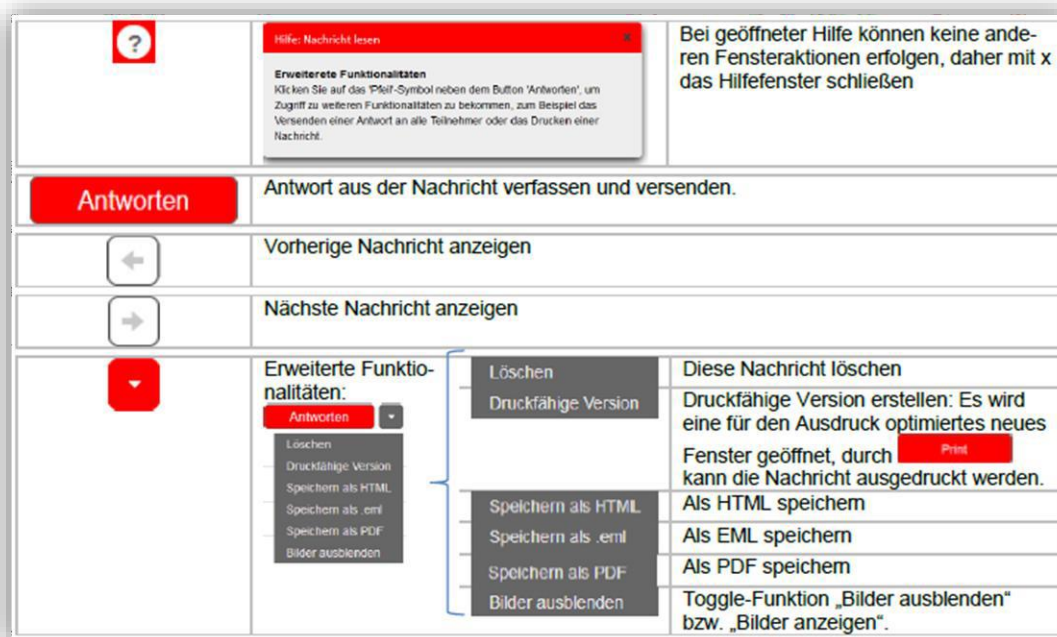 ?
Hilfe: Nachricht lesen x
Erweiterete Funktionalitäten
Klicken Sie auf das 'Pfeil'-Symbol neben dem Button 'Antworten', um
Zugriff zu weiteren Funktionalitäten zu bekommen, zum Beispiel das
Versenden einer Antwort an alle Teilnehmer oder das Drucken einer
Nachricht.
Bei geöffneter Hilfe können keine ande-
ren Fensteraktionen erfolgen, daher mit x
das Hilfefenster schließen
Antworten
Antwort aus der Nachricht verfassen und versenden.
Vorherige Nachricht anzeigen
Nächste Nachricht anzeigen
Erweiterte Funktio-
nalitäten:
Antworten
Löschen
Druckfähige Version
Speichern als HTML
Speichern als .eml
Speichern als PDF
Bilder ausblenden
Löschen
Diese Nachricht löschen
Druckfähige Version
Druckfähige Version erstellen: Es wird
eine für den Ausdruck optimiertes neues
Fenster geöffnet, durch Print
kann die Nachricht ausgedruckt werden.
Speichern als HTML
Als HTML speichern
Speichern als .eml
Als EML speichern
Speichern als PDF
Als PDF speichern
Bilder ausblenden
Toggle-Funktion „Bilder ausblenden“
bzw. „Bilder anzeigen“.